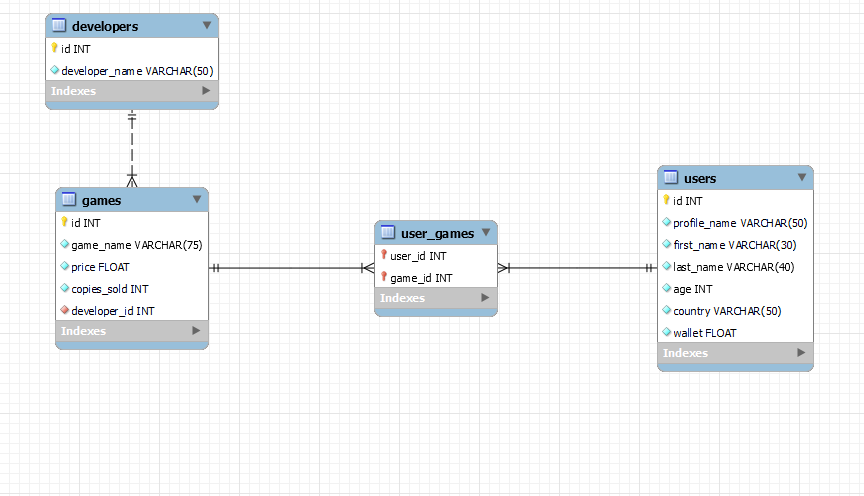 developers
id INT
developer_name VARCHAR(50)
Indexes
games
id INT
game_name VARCHAR(75)
price FLOAT
copies_sold INT
developer_id INT
Indexes
user_games
user_id INT
game_id INT
Indexes
users
id INT
profile_name VARCHAR(50)
first_name VARCHAR(30)
last_name VARCHAR(40)
age INT
country VARCHAR(50)
wallet FLOAT
Indexes